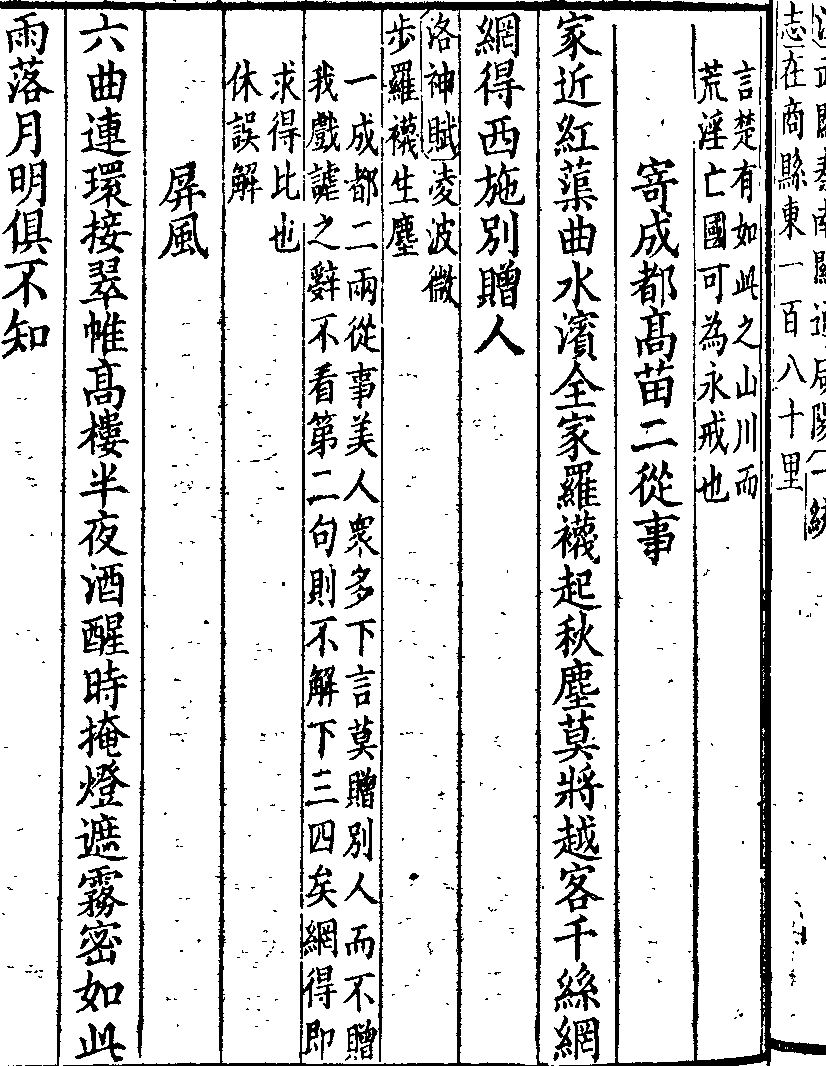 志在商縣東一百八十里
言楚有如此之山川而
荒淫亡國可為永戒也
寄成都髙苗二從事
家近紅蕖曲水濱全家羅襪起秋塵莫將越客千絲網
網得西施別贈人
洛神賦凌波微
步羅襪生塵
一成都二兩從事美人衆多下言莫贈別人而不贈
我戲謔之辭不看第二句則不解下三四矣網得即
求得比也
休誤解
屏風
六曲連環接翠帷髙樓半夜酒醒時掩燈遮霧密如此
雨落月明俱不知